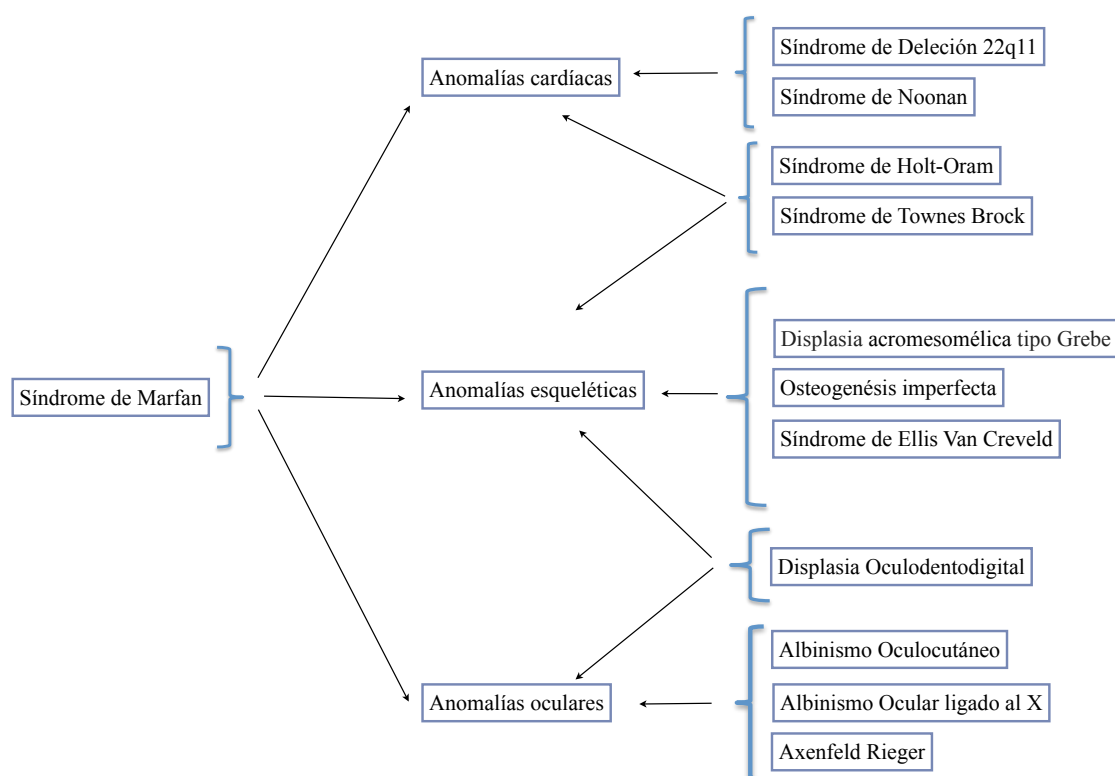 Síndrome de Deleción 22q11
Anomalías cardíacas
Síndrome de Noonan
Síndrome de Holt-Oram
Síndrome de Townes Brock
Displasia acromesomélica tipo Grebe
Síndrome de Marfan
Anomalías esqueléticas
Osteogenésis imperfecta
Síndrome de Ellis Van Creveld
Displasia Oculodentodigital
Albinismo Oculocutáneo
Anomalías oculares
Albinismo Ocular ligado al X
Axenfeld Rieger